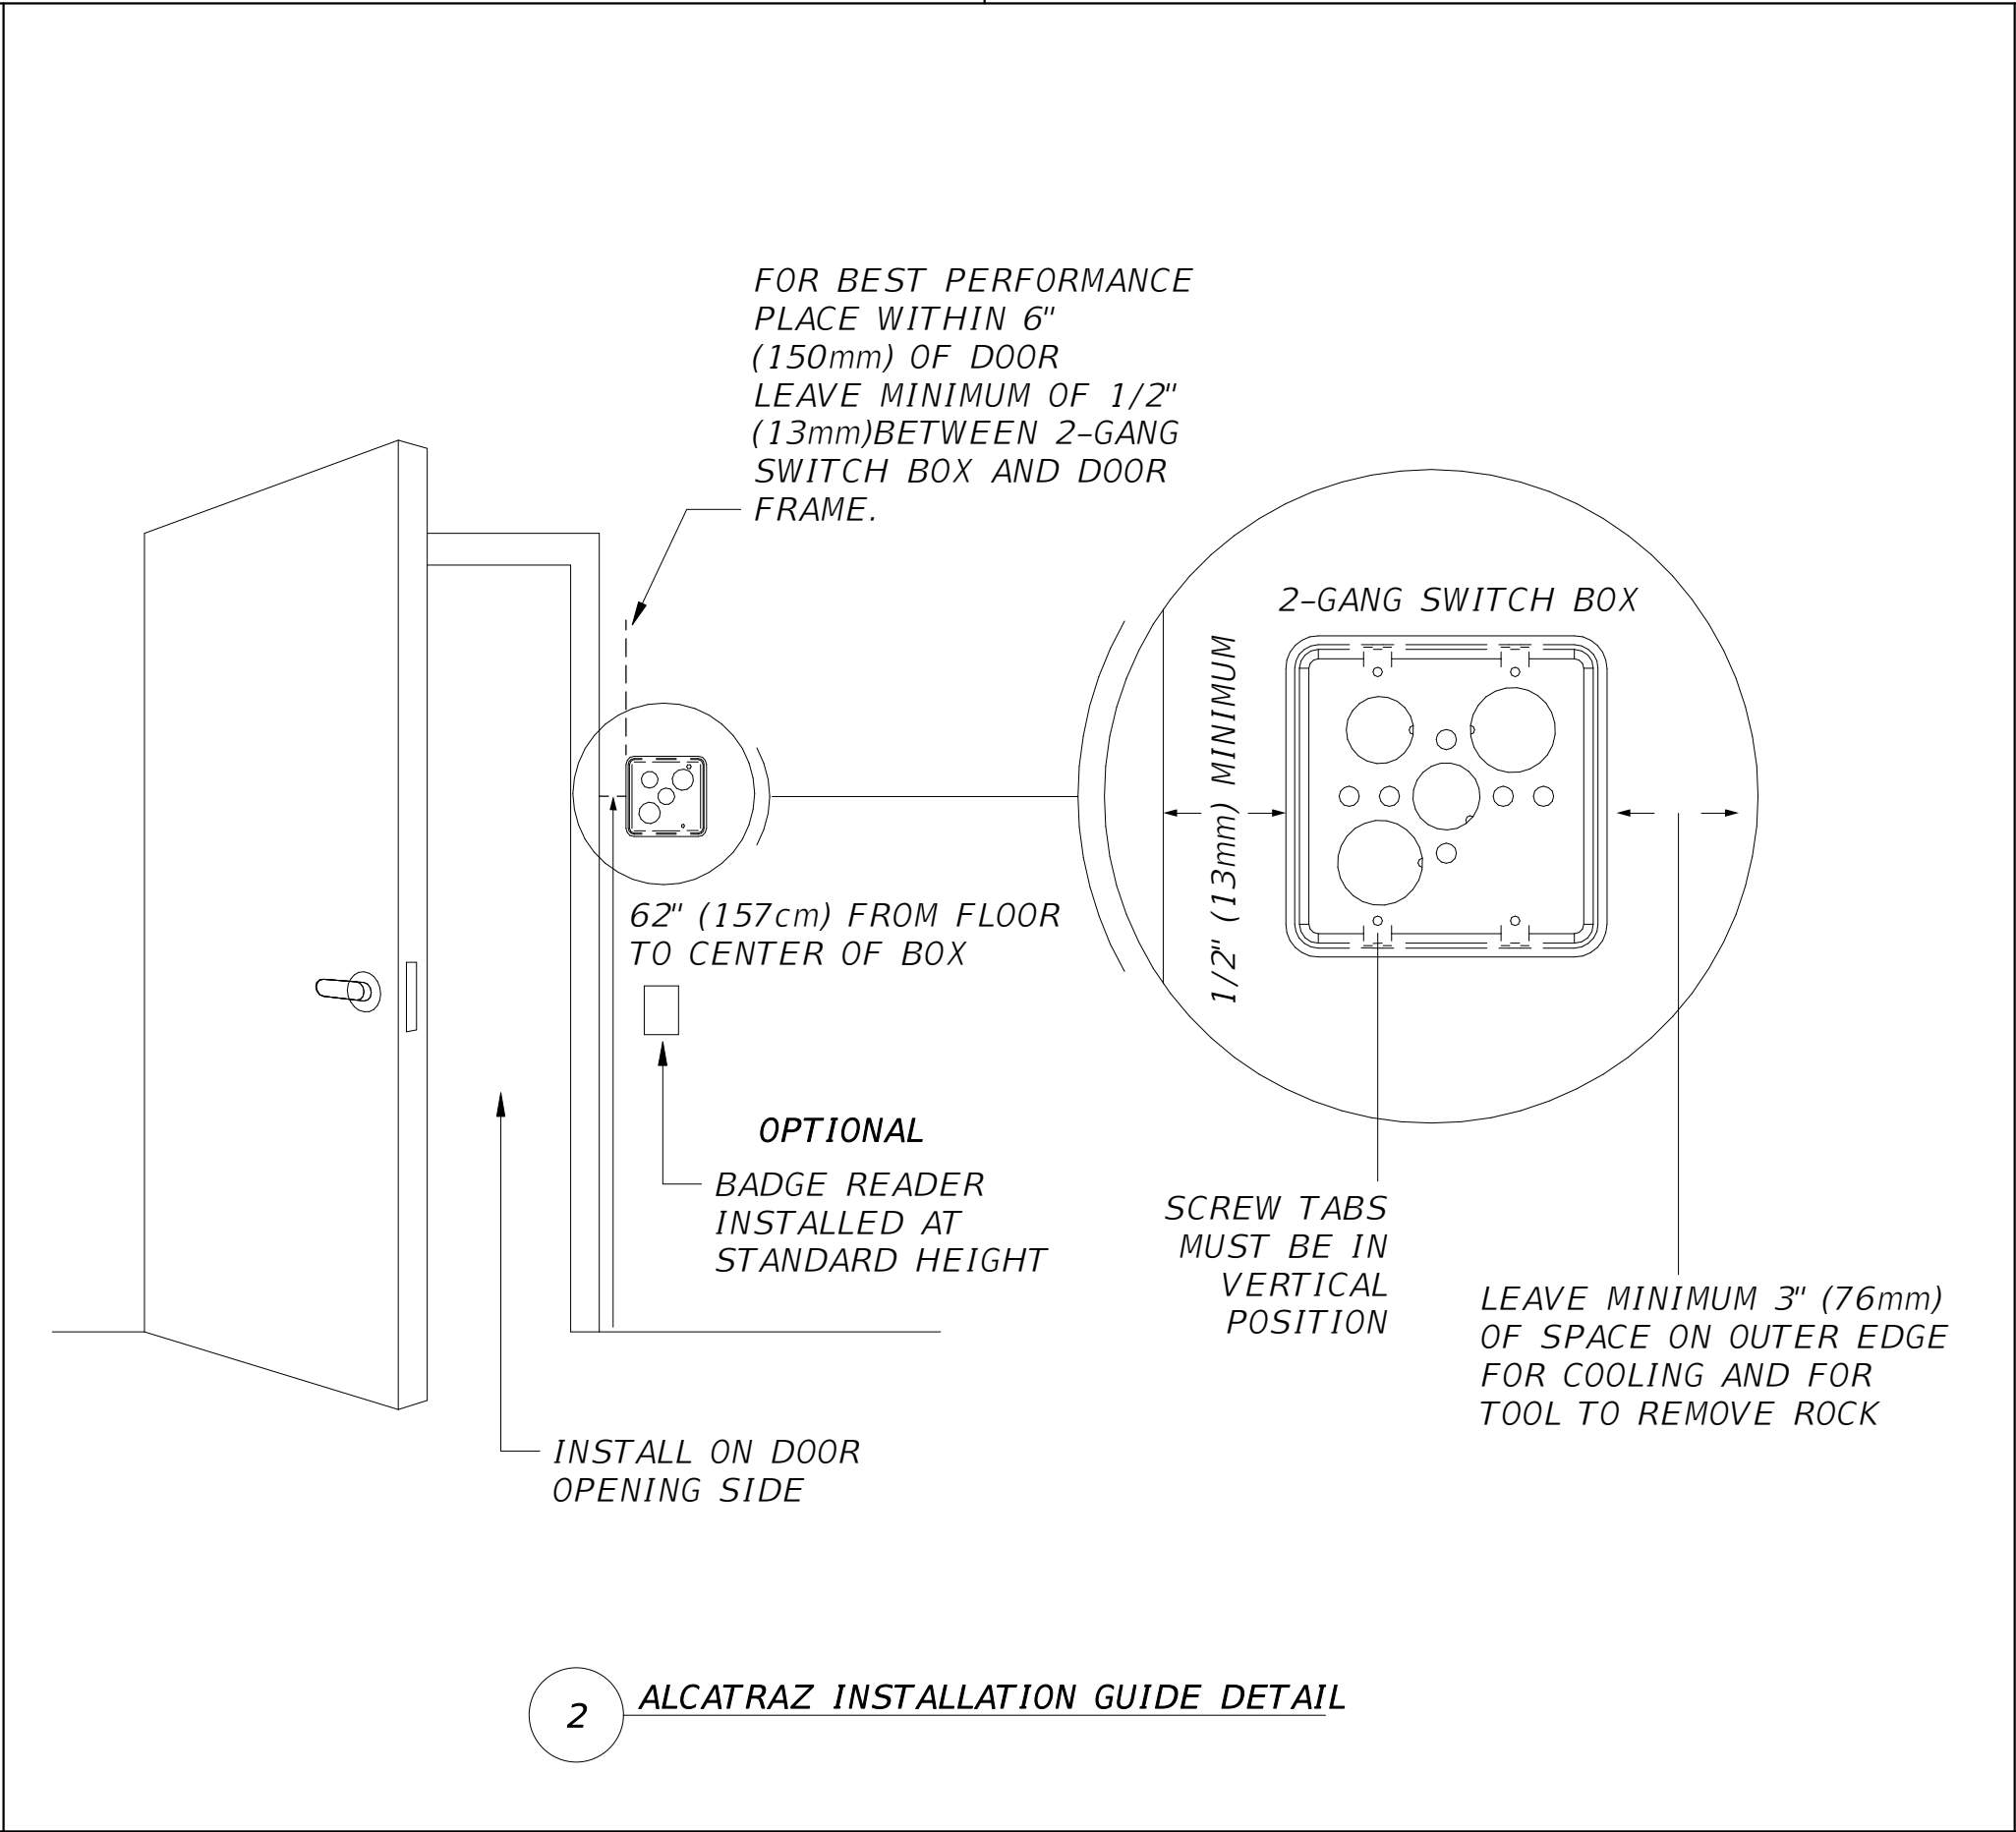 FOR BEST PERFORMANCE
PLACE WITHIN 6"
(150mm) OF DOOR
LEAVE MINIMUM OF 1/2"
(13mm)BETWEEN 2-GANG
SWITCH BOX AND DOOR
FRAME.
2-GANG SWITCH BOX
1/2" (13mm) MINIMUM
62" (157cm) FROM FLOOR
TO CENTER OF BOX
OPTIONAL
BADGE READER
INSTALLED AT
STANDARD HEIGHT
SCREW TABS
MUST BE IN
VERTICAL
POSITION
LEAVE MINIMUM 3" (76mm)
OF SPACE ON OUTER EDGE
FOR COOLING AND FOR
TOOL TO REMOVE ROCK
INSTALL ON DOOR
OPENING SIDE
2
ALCATRAZ INSTALLATION GUIDE DETAIL